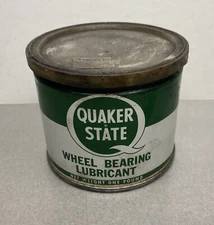 QUAKER
STATE
WHEEL BEARING
LUBRICANT
NET WEIGHT ONE POUND